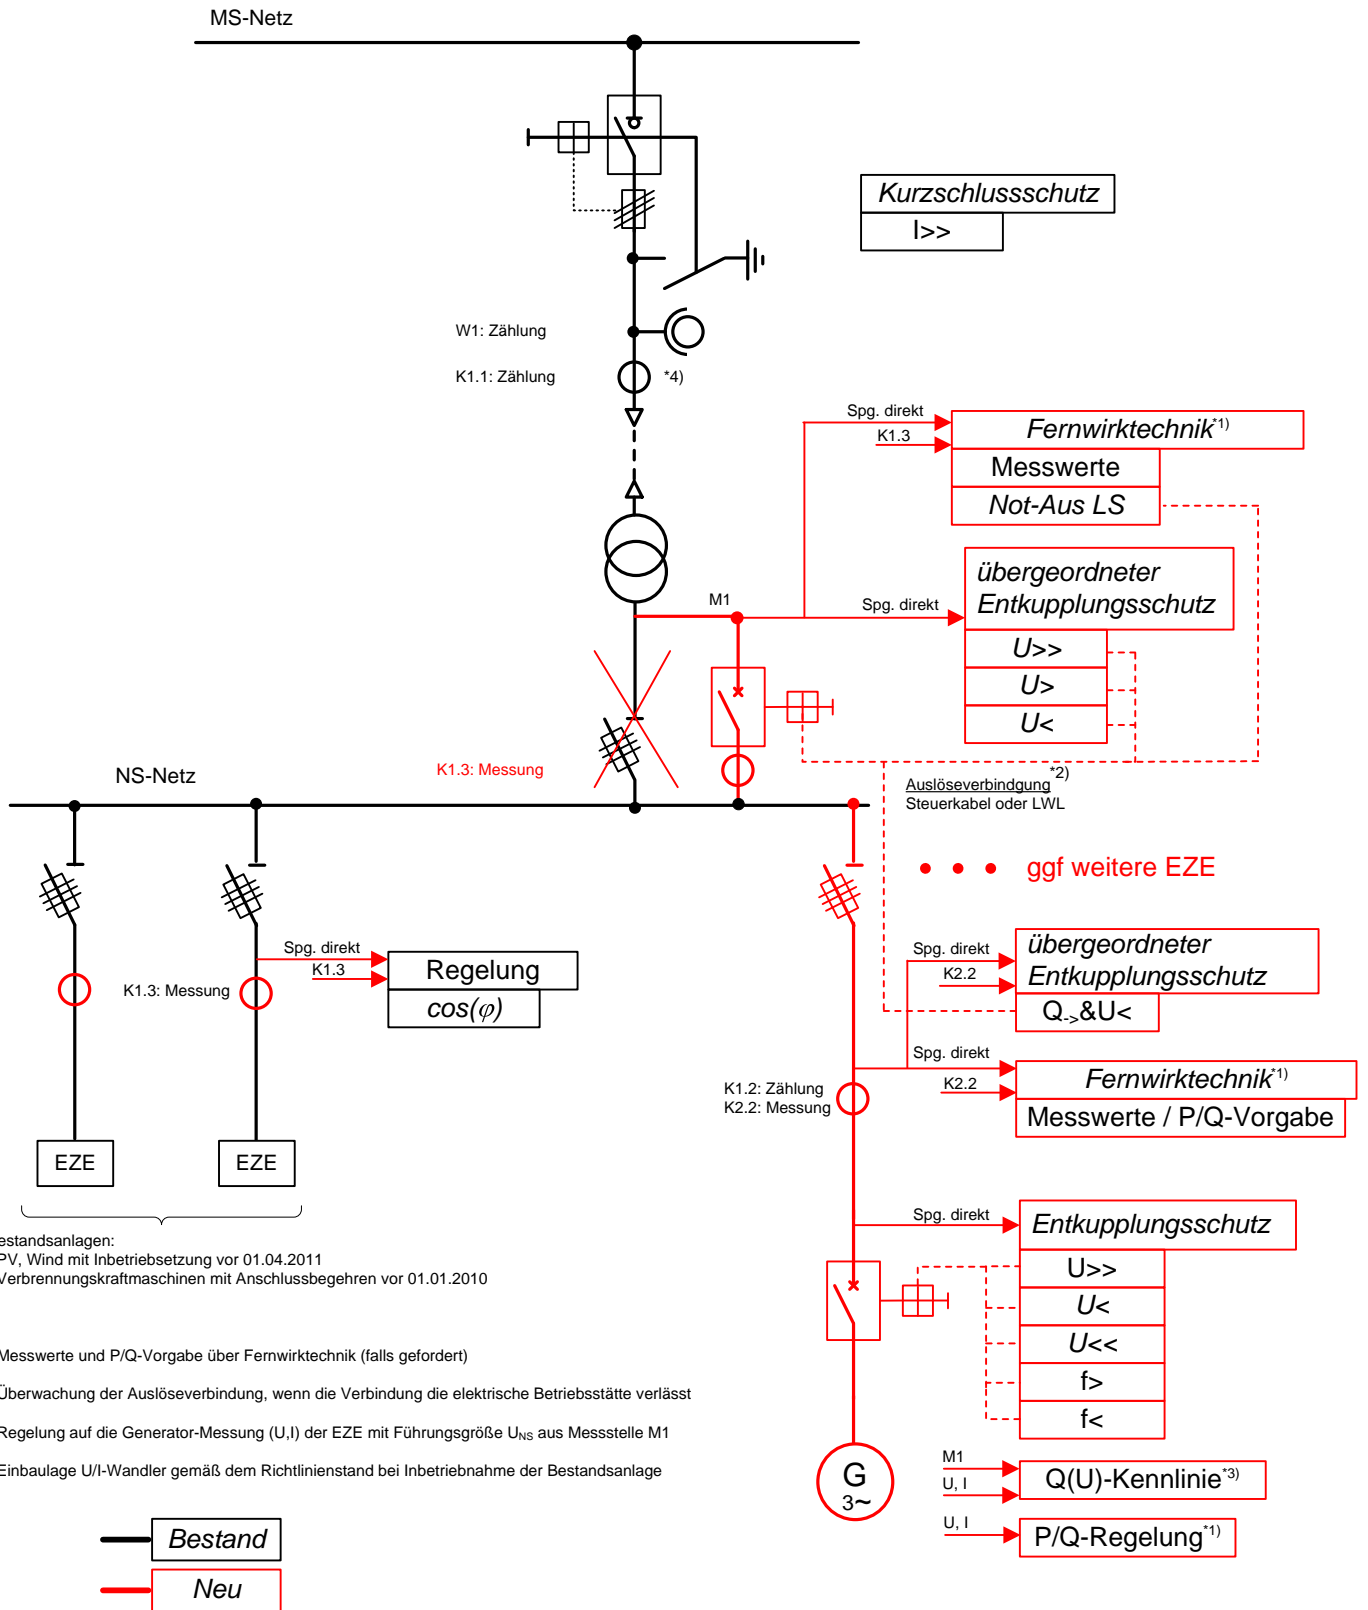 MS-Netz
Kurzschlussschutz
I>>
W1: Zählung
K1.1: Zählung
*4)
Spg. direkt
K1.3
Fernwirktechnik*1)
Messwerte
Not-Aus LS
M1
Spg. direkt
übergeordneter
Entkupplungsschutz
U>>
U>
U<
K1.3: Messung
NS-Netz
Auslöseverbindgung*2)
Steuerkabel oder LWL
ggf weitere EZE
Spg. direkt
K1.3
Regelung
cos(φ)
K1.3: Messung
Spg. direkt
K2.2
übergeordneter
Entkupplungsschutz
Q->&U<
Spg. direkt
K2.2
Fernwirktechnik*1)
Messwerte / P/Q-Vorgabe
K1.2: Zählung
K2.2: Messung
EZE
EZE
Spg. direkt
Entkupplungsschutz
U>>
U<
U<<
f>
f<
estandsanlagen:
PV, Wind mit Inbetriebsetzung vor 01.04.2011
Verbrennungskraftmaschinen mit Anschlussbegehren vor 01.01.2010
Messwerte und P/Q-Vorgabe über Fernwirktechnik (falls gefordert)
Überwachung der Auslöseverbindung, wenn die Verbindung die elektrische Betriebsstätte verlässt
Regelung auf die Generator-Messung (U,I) der EZE mit Führungsgröße UNS aus Messstelle M1
Einbaulage U/I-Wandler gemäß dem Richtlinienstand bei Inbetriebnahme der Bestandsanlage
G
3~
M1
U, I
Q(U)-Kennlinie*3)
U, I
P/Q-Regelung*1)
Bestand
Neu